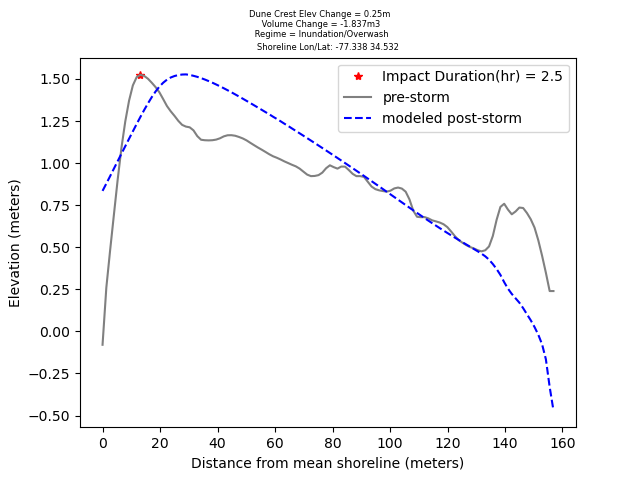 Dune Crest Elev Change = 0.25m
Volume Change = -1.837m3
Regime = Inundation/Overwash
Shoreline Lon/Lat: -77.338 34.532
Impact Duration(hr) = 2.5
pre-storm
modeled post-storm
1.50
1.25
1.00
0.75
0.50
0.25
0.00
−0.25
−0.50
Elevation (meters)
0 20 40 60 80 100 120 140 160
Distance from mean shoreline (meters)